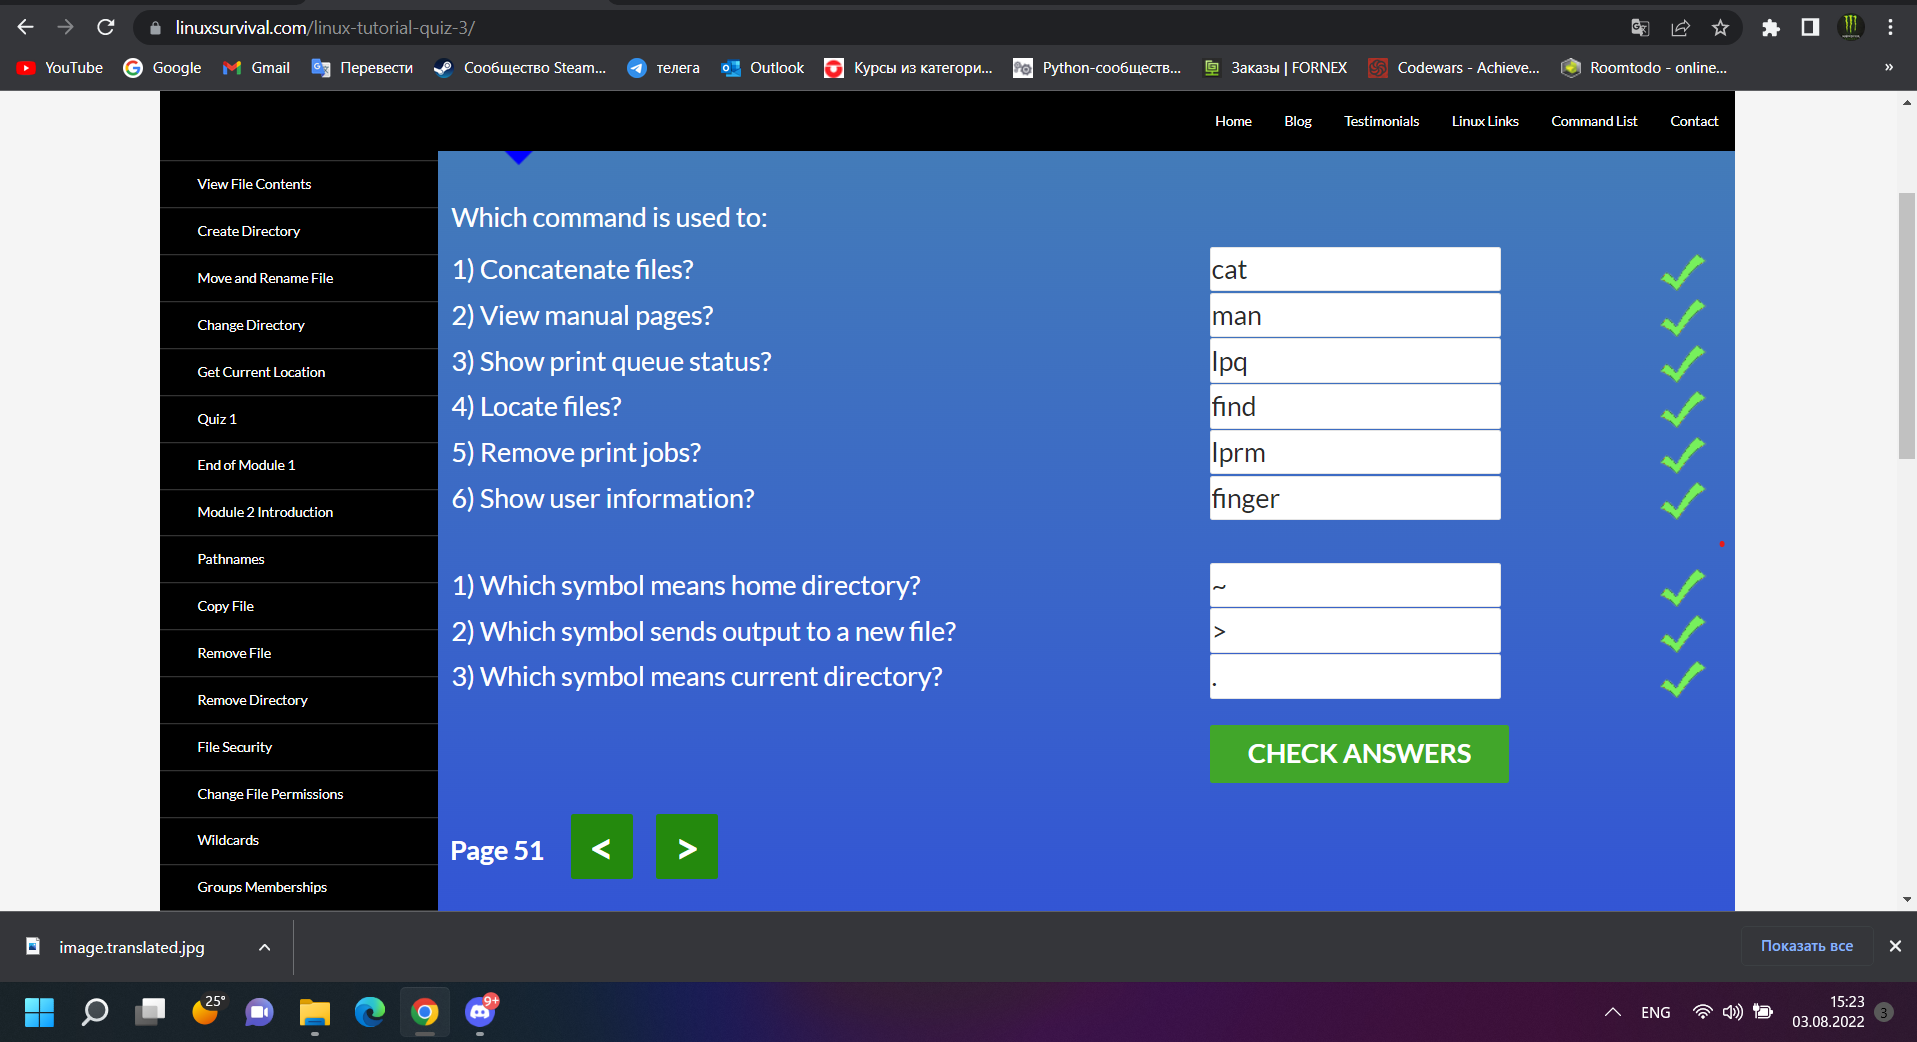 linuxsurvival.com/linux-tutorial-quiz-3/
YouTube Google Gmail Перевести Сообщество Steam... телега Outlook Курсы из категори... Python-сообществ... Заказы | FORNEX Codewars - Achieve... Roomtodo - online... »
Home Blog Testimonials Linux Links Command List Contact
View File Contents
Create Directory
Move and Rename File
Change Directory
Get Current Location
Quiz 1
End of Module 1
Module 2 Introduction
Pathnames
Copy File
Remove File
Remove Directory
File Security
Change File Permissions
Wildcards
Groups Memberships
Which command is used to:
1) Concatenate files? cat
2) View manual pages? man
3) Show print queue status? lpq
4) Locate files? find
5) Remove print jobs? lprm
6) Show user information? finger
1) Which symbol means home directory? ~
2) Which symbol sends output to a new file? >
3) Which symbol means current directory? .
CHECK ANSWERS
Page 51 < >
image.translated.jpg
Показать все
25°
9+
ENG
15:23
03.08.2022
3